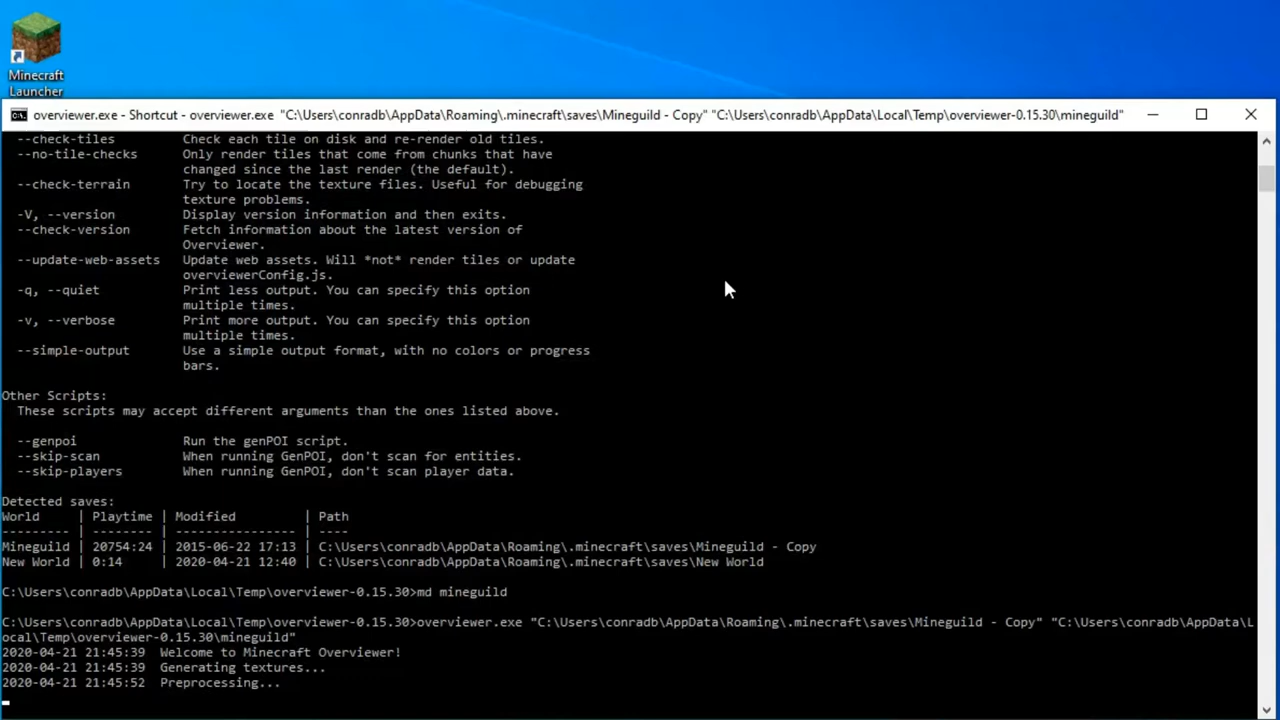 Minecraft
Launcher
overviewer.exe - Shortcut - overviewer.exe  "C:\Users\conradb\AppData\Roaming\.minecraft\saves\Mineguild - Copy" "C:\Users\conradb\AppData\Local\Temp\overviewer-0.15.30\mineguild"
--check-tiles       Check each tile on disk and re-render old tiles.
--no-tile-checks    Only render tiles that come from chunks that have
changed since the last render (the default).
--check-terrain     Try to locate the texture files. Useful for debugging
texture problems.
-V, --version       Display version information and then exits.
--check-version     Fetch information about the latest version of
Overviewer.
--update-web-assets Update web assets. Will *not* render tiles or update
overviewerConfig.js.
-q, --quiet         Print less output. You can specify this option
multiple times.
-v, --verbose       Print more output. You can specify this option
multiple times.
--simple-output     Use a simple output format, with no colors or progress
bars.
Other Scripts:
These scripts may accept different arguments than the ones listed above.
--genpoi            Run the genPOI script.
--skip-scan         When running GenPOI, don't scan for entities.
--skip-players      When running GenPOI, don't scan player data.
Detected saves:
World     | Playtime | Modified         | Path
--------- | -------- | ---------------- | ----
Mineguild | 20754:24 | 2015-06-22 17:13 | C:\Users\conradb\AppData\Roaming\.minecraft\saves\Mineguild - Copy
New World | 0:14     | 2020-04-21 12:40 | C:\Users\conradb\AppData\Roaming\.minecraft\saves\New World
C:\Users\conradb\AppData\Local\Temp\overviewer-0.15.30>md mineguild
C:\Users\conradb\AppData\Local\Temp\overviewer-0.15.30>overviewer.exe "C:\Users\conradb\AppData\Roaming\.minecraft\saves\Mineguild - Copy" "C:\Users\conradb\AppData\L
ocal\Temp\overviewer-0.15.30\mineguild"
2020-04-21 21:45:39  Welcome to Minecraft Overviewer!
2020-04-21 21:45:39  Generating textures...
2020-04-21 21:45:52  Preprocessing...